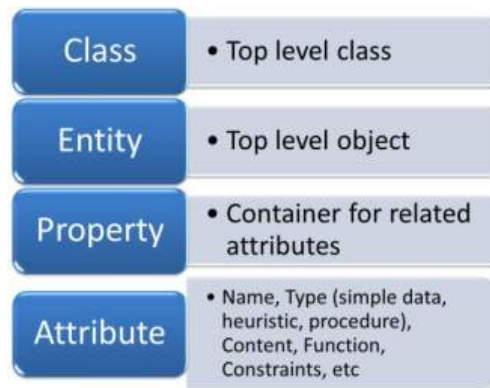 Class
• Top level class
Entity
• Top level object
Property
• Container for related
attributes
Attribute
• Name, Type (simple data,
heuristic, procedure),
Content, Function,
Constraints, etc